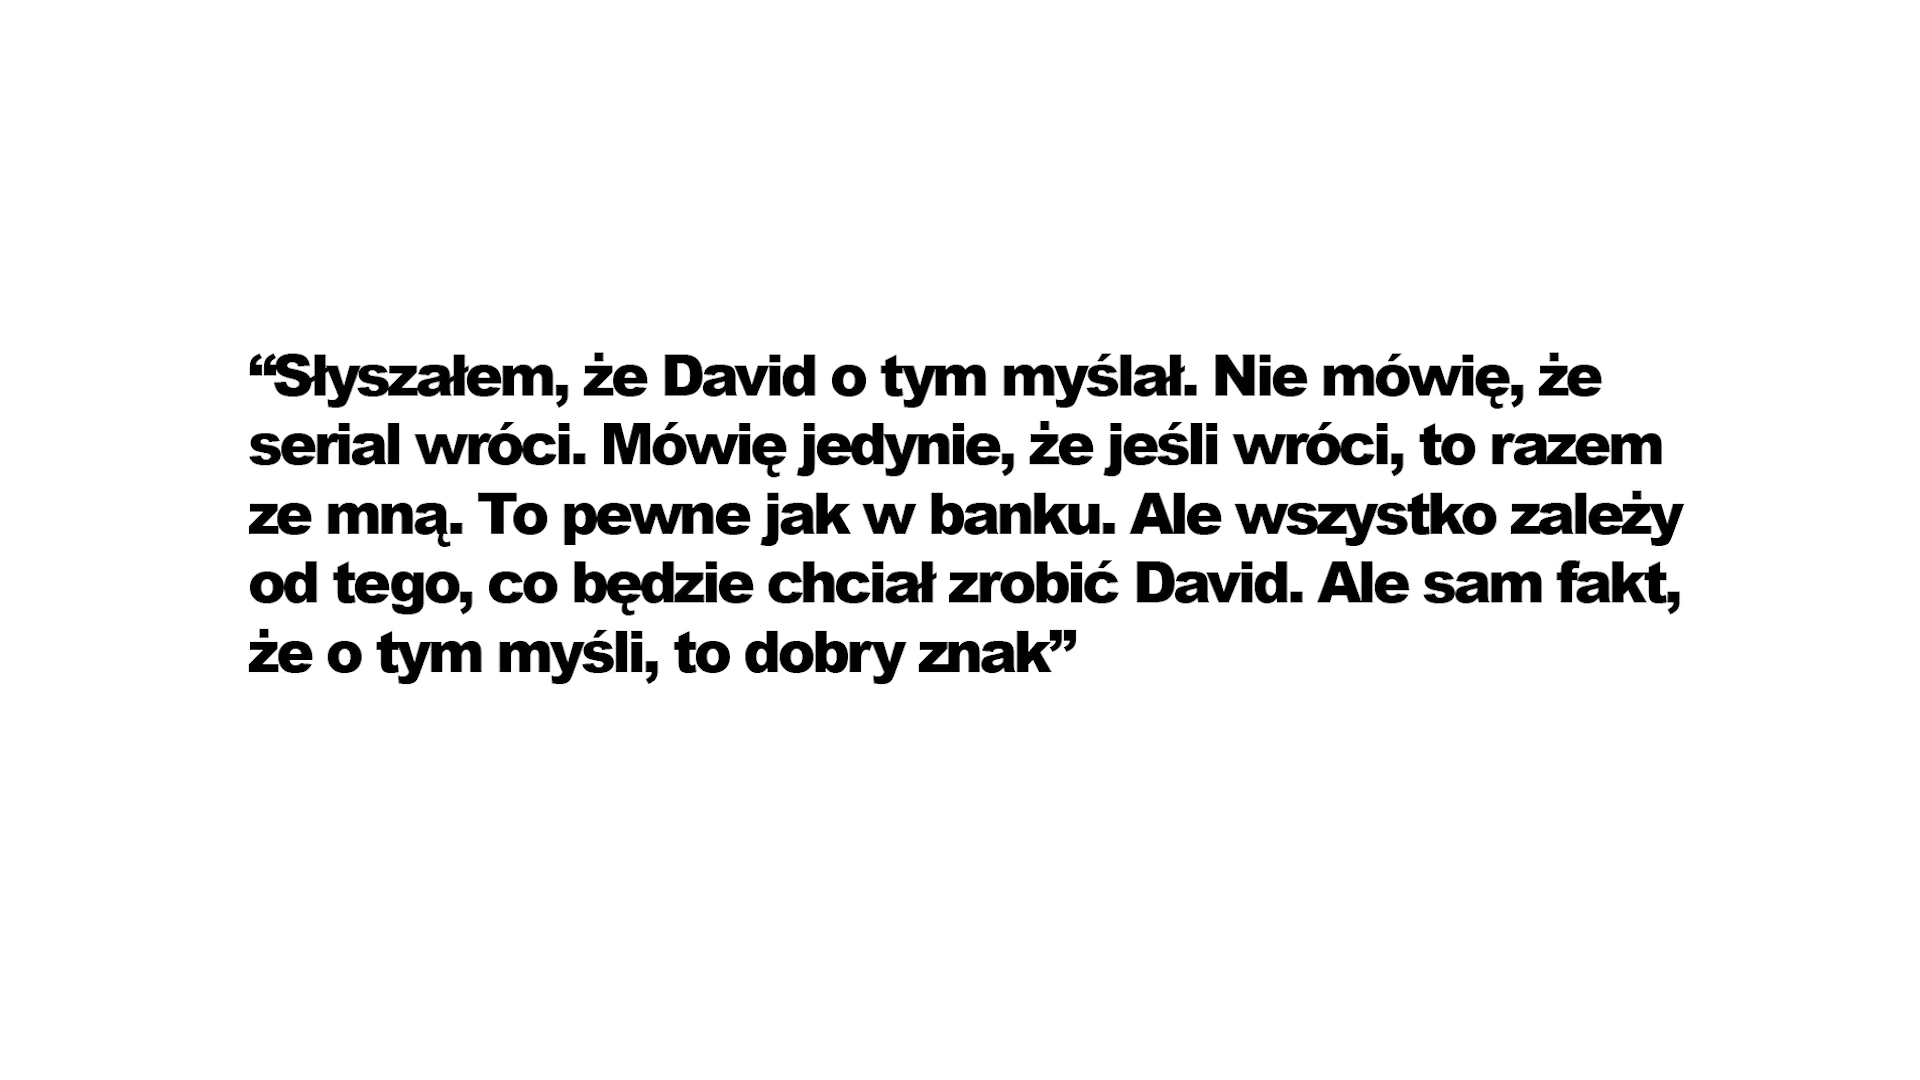 “Słyszałem, że David o tym myślał. Nie mówię, że
serial wróci. Mówię jedynie, że jeśli wróci, to razem
ze mną. To pewne jak w banku. Ale wszystko zależy
od tego, co będzie chciał zrobić David. Ale sam fakt,
że o tym myśli, to dobry znak”